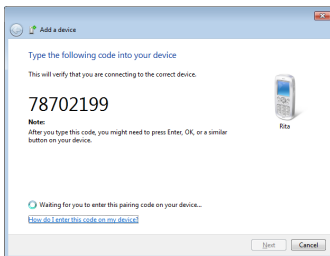 Add a device
Type the following code into your device
This will verify that you are connecting to the correct device.
78702199
Note:
After you type this code, you might need to press Enter, OK, or a similar
button on your device.
Rita
Waiting for you to enter this pairing code on your device...
How do I enter this code on my device?
Next Cancel